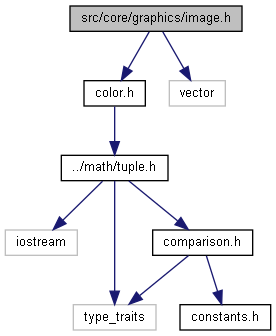 src/core/graphics/image.h
color.h
vector
../math/tuple.h
iostream
comparison.h
type_traits
constants.h